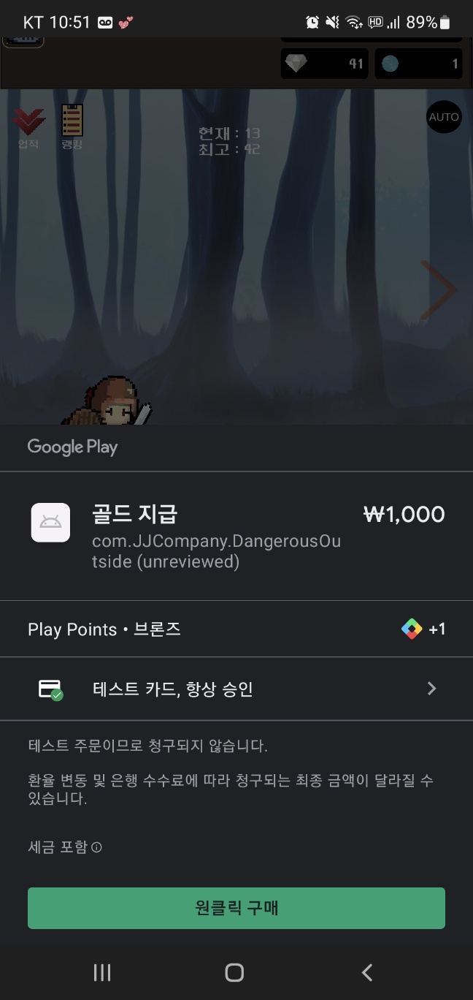 KT 10:51 HD 89%
41 1
AUTO
현재 : 13
업적 랭킹 최고 : 42
Google Play
골드 지급 ₩1,000
com.JJCompany.DangerousOu
tside (unreviewed)
Play Points • 브론즈 +1
테스트 카드, 항상 승인
테스트 주문이므로 청구되지 않습니다.
환율 변동 및 은행 수수료에 따라 청구되는 최종 금액이 달라질 수
있습니다.
세금 포함
원클릭 구매